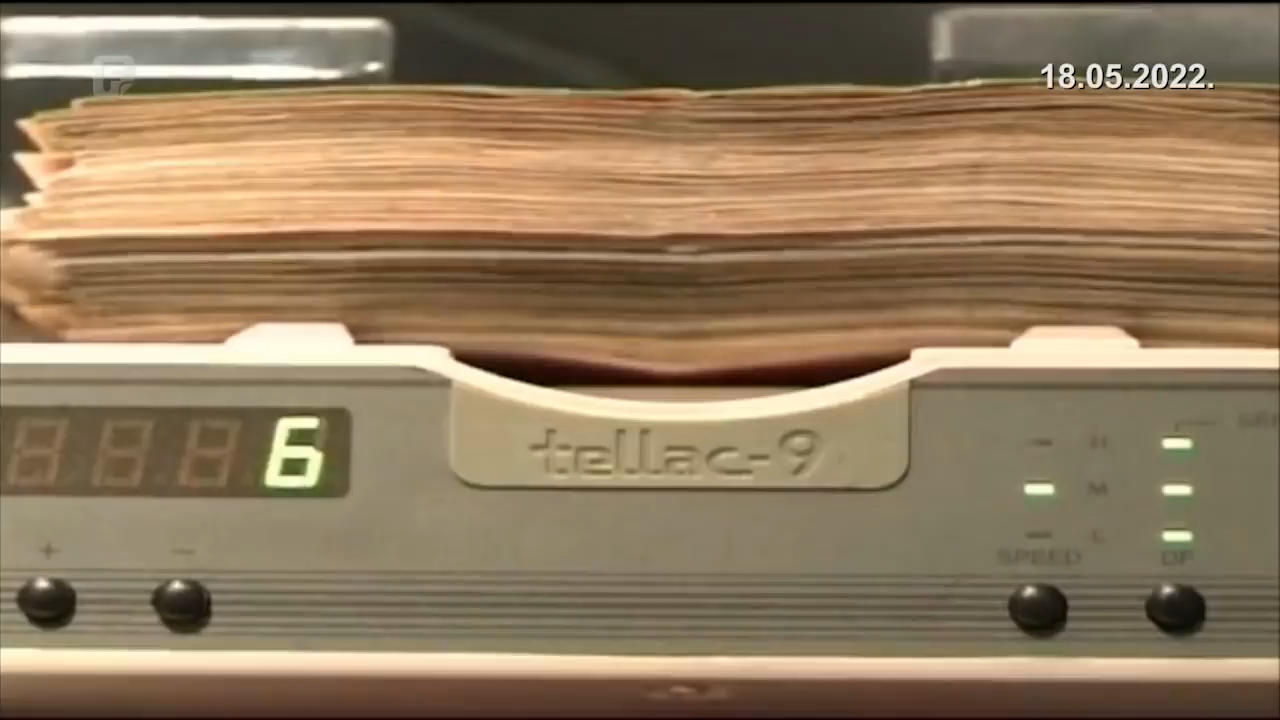 18.05.2022.
6
tellac-9
H
M
L
+ −
SPEED DP